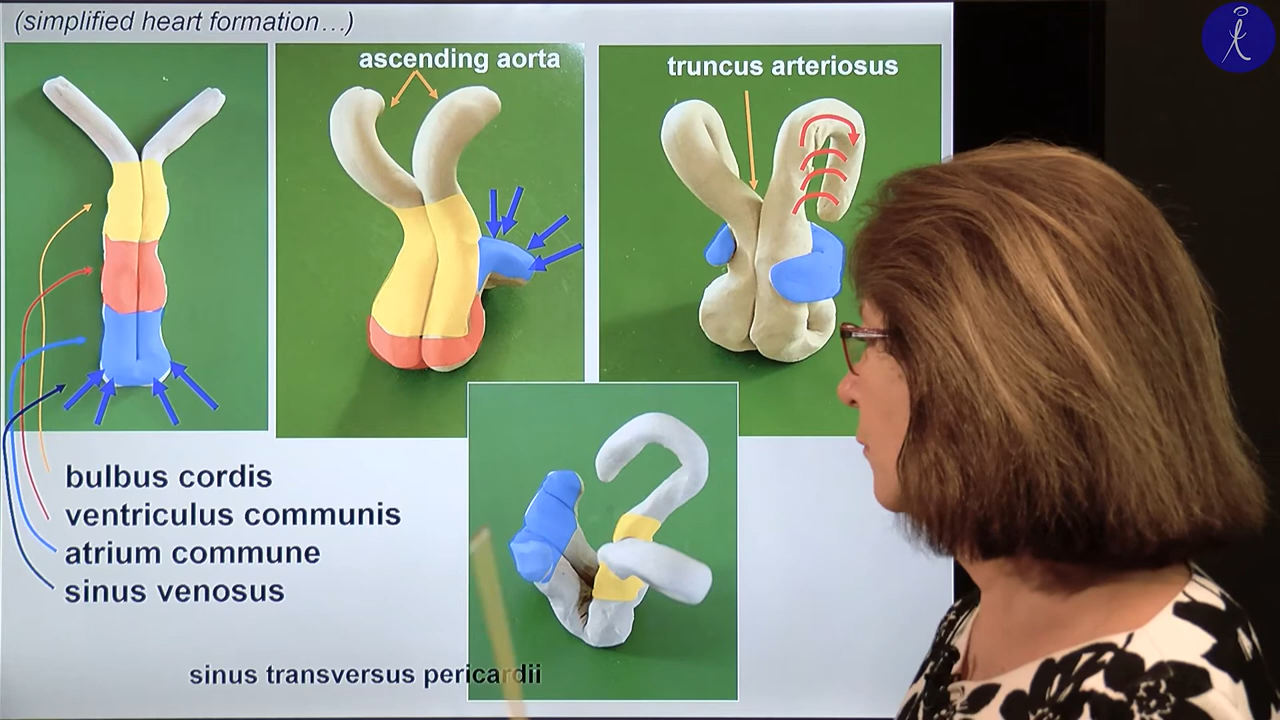 (simplified heart formation…)
ascending aorta
truncus arteriosus
bulbus cordis
ventriculus communis
atrium commune
sinus venosus
sinus transversus pericardii